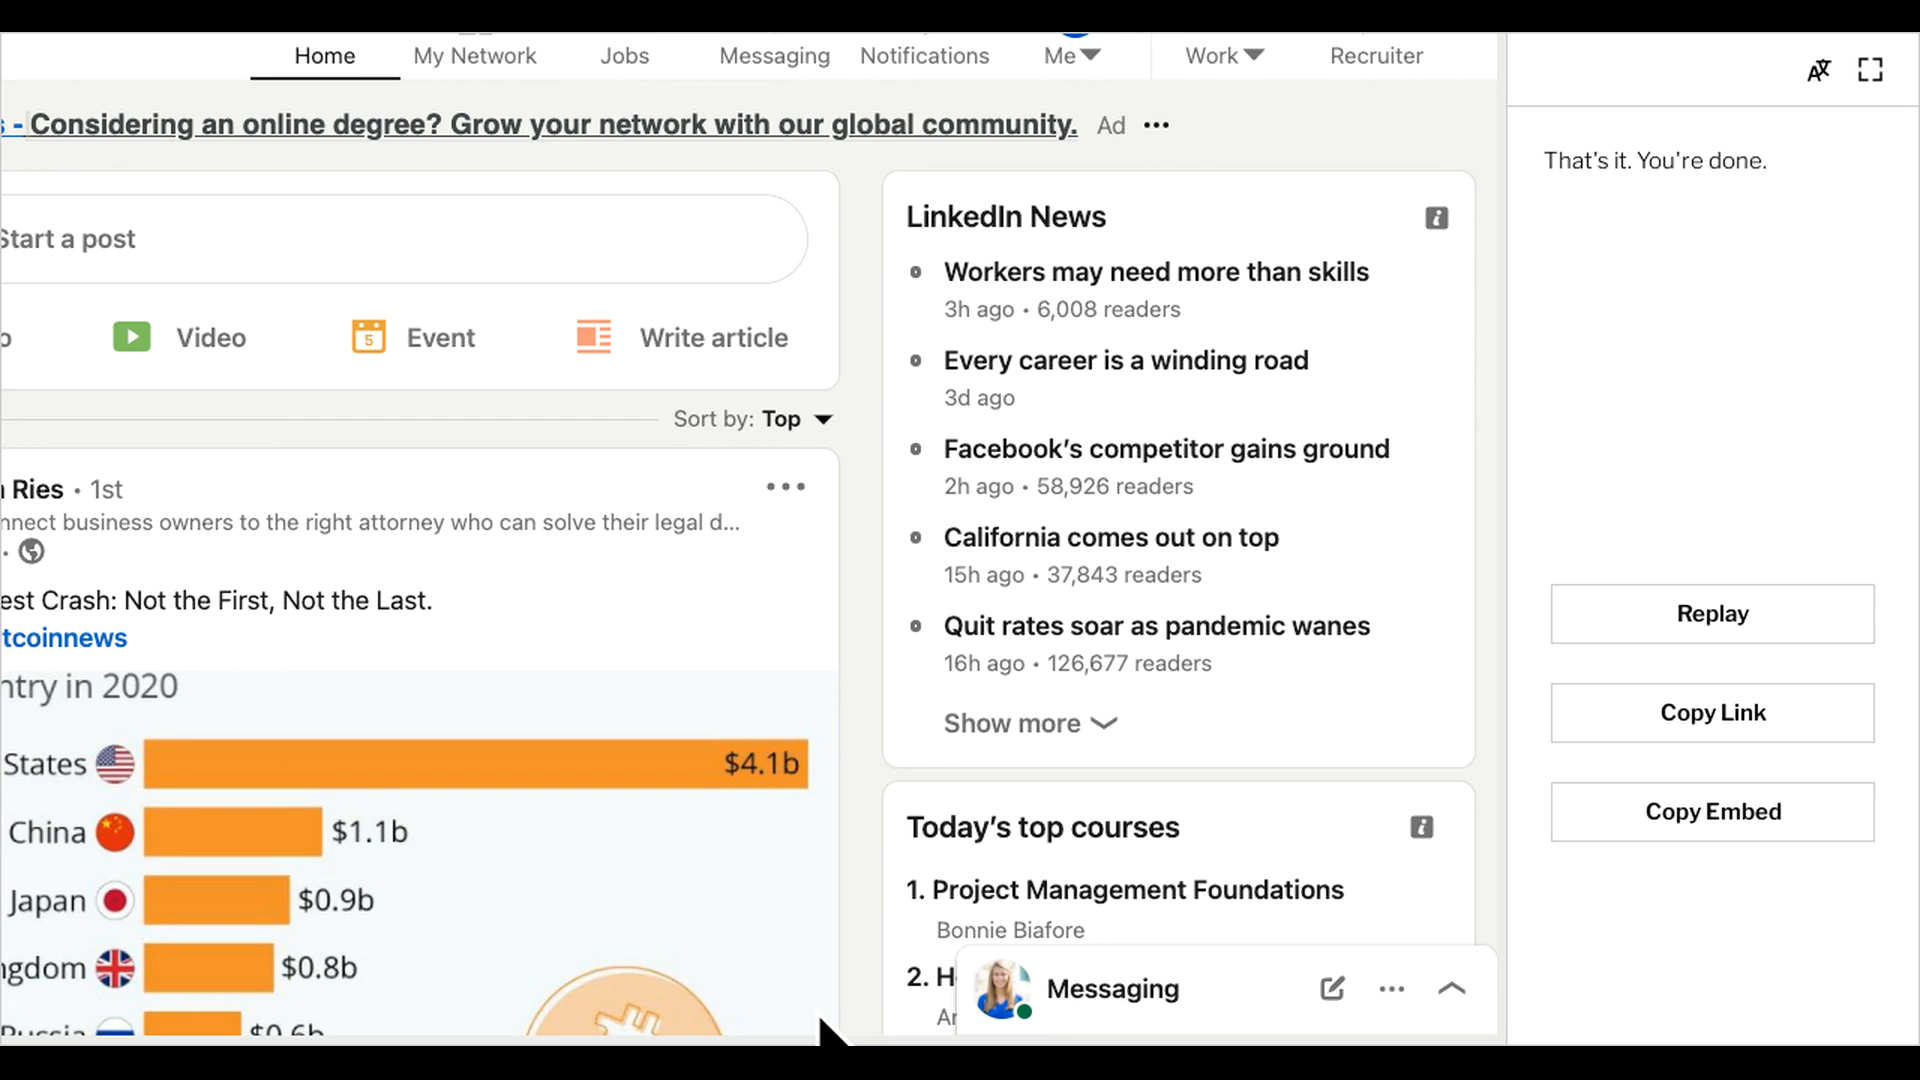 Home
My Network
Jobs
Messaging
Notifications
Me
Work
Recruiter
- Considering an online degree? Grow your network with our global community. Ad
Start a post
Video
Event
Write article
Sort by: Top
Ries • 1st
nnect business owners to the right attorney who can solve their legal d...
est Crash: Not the First, Not the Last.
tcoinnews
ntry in 2020
States $4.1b
China $1.1b
Japan $0.9b
ngdom $0.8b
Russia $0.6b
LinkedIn News
Workers may need more than skills
3h ago • 6,008 readers
Every career is a winding road
3d ago
Facebook's competitor gains ground
2h ago • 58,926 readers
California comes out on top
15h ago • 37,843 readers
Quit rates soar as pandemic wanes
16h ago • 126,677 readers
Show more
Today's top courses
1. Project Management Foundations
Bonnie Biafore
2. H
Messaging
That's it. You're done.
Replay
Copy Link
Copy Embed